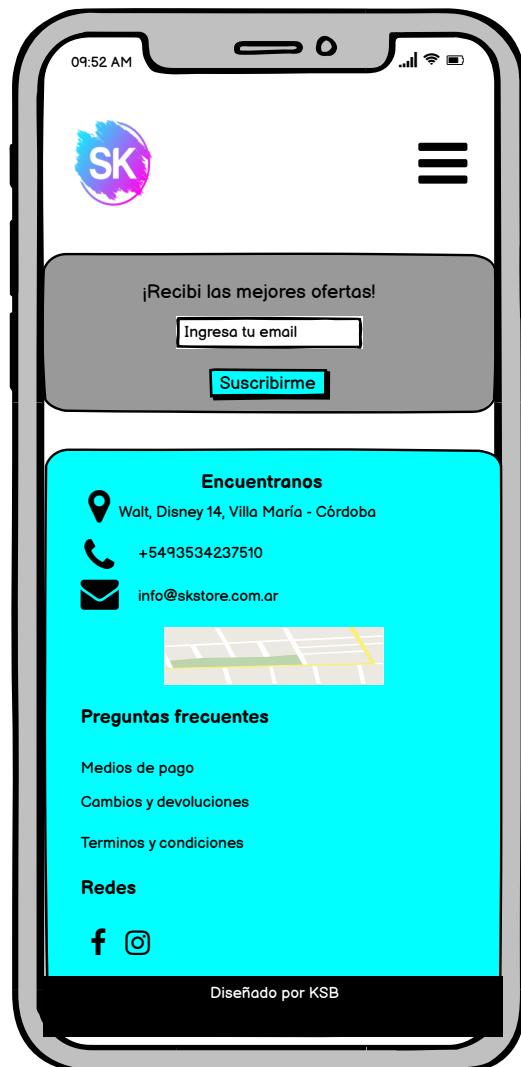 09:52 AM
SK
¡Recibi las mejores ofertas!
Ingresa tu email
Suscribirme
Encuentranos
Walt, Disney 14, Villa María - Córdoba
+5493534237510
info@skstore.com.ar
Preguntas frecuentes
Medios de pago
Cambios y devoluciones
Terminos y condiciones
Redes
Diseñado por KSB